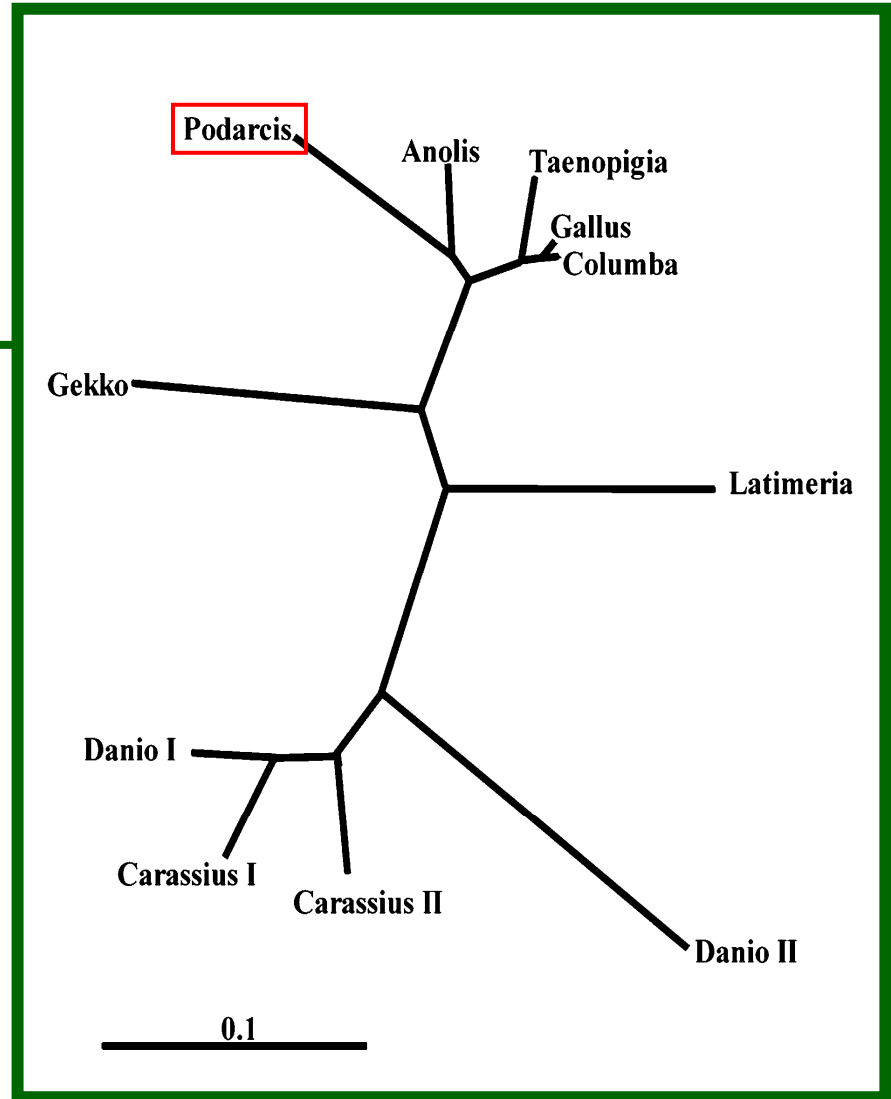 Podarcis
Anolis
Taenopigia
Gallus
Columba
Gekko
Latimeria
Danio I
Carassius I
Carassius II
Danio II
0.1